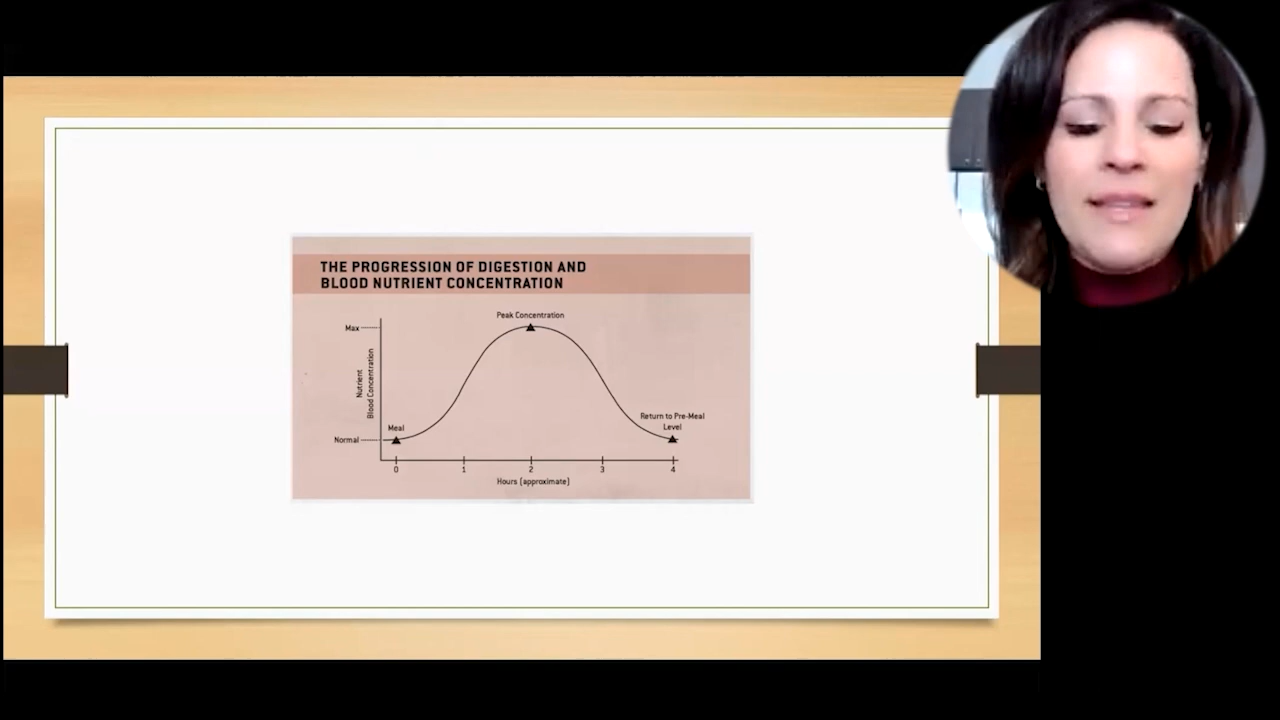 THE PROGRESSION OF DIGESTION AND
BLOOD NUTRIENT CONCENTRATION
Peak Concentration
Max
Nutrient
Blood Concentration
Return to Pre-Meal
Level
Meal
Normal
0 1 2 3 4
Hours (approximate)